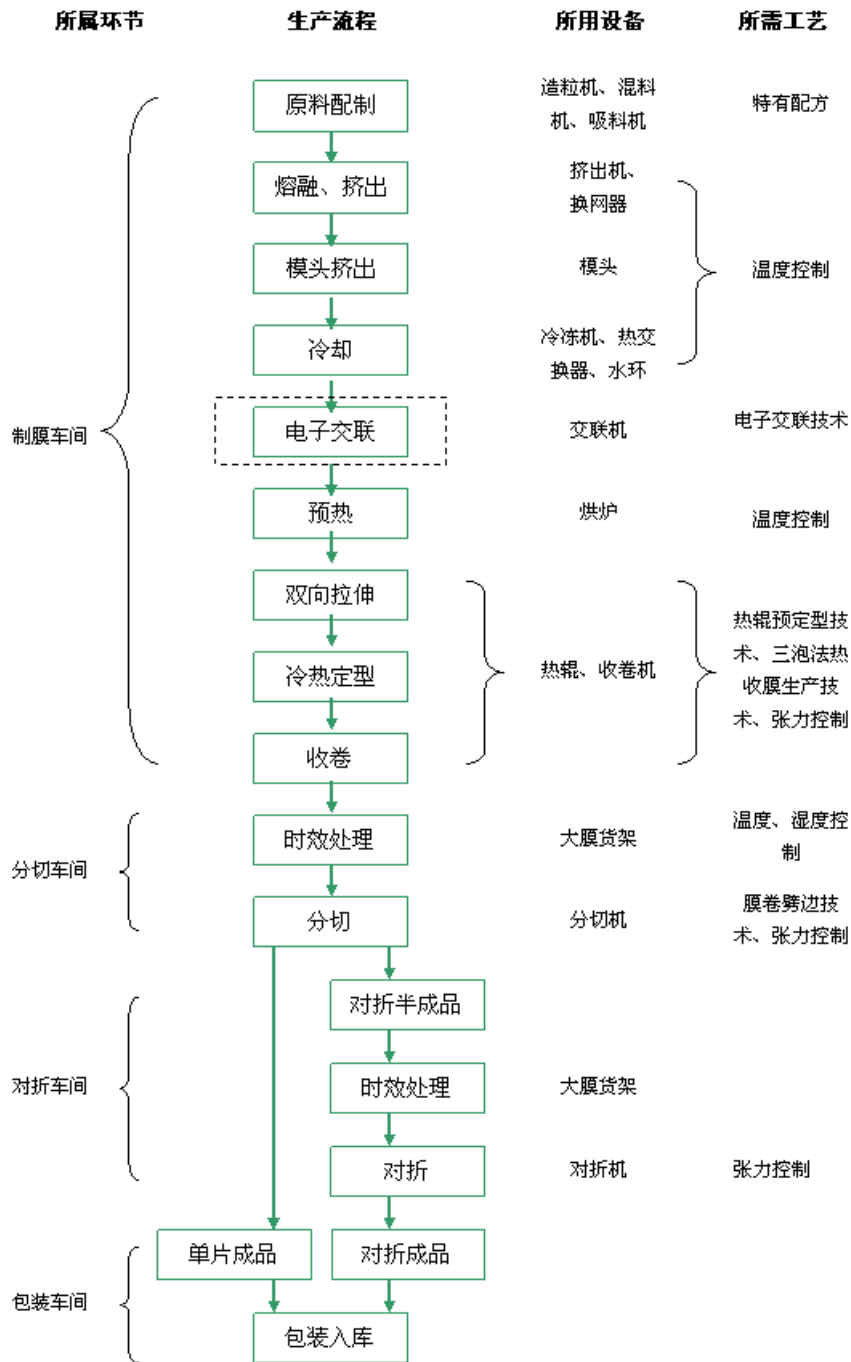 所属环节 生产流程 所用设备 所需工艺
原料配制
造粒机、混料
机、吸料机
特有配方
熔融、挤出
挤出机、
换网器
模头挤出
模头
温度控制
冷却
冷冻机、热交
换器、水环
制膜车间
电子交联
交联机
电子交联技术
预热
烘炉
温度控制
双向拉伸
冷热定型
收卷
热辊、收卷机
热辊预定型技
术、三泡法热
收膜生产技
术、张力控制
分切车间
时效处理
大膜货架
温度、湿度控
制
分切
分切机
膜卷劈边技
术、张力控制
对折车间
对折半成品
时效处理
大膜货架
对折
对折机
张力控制
包装车间
单片成品
对折成品
包装入库